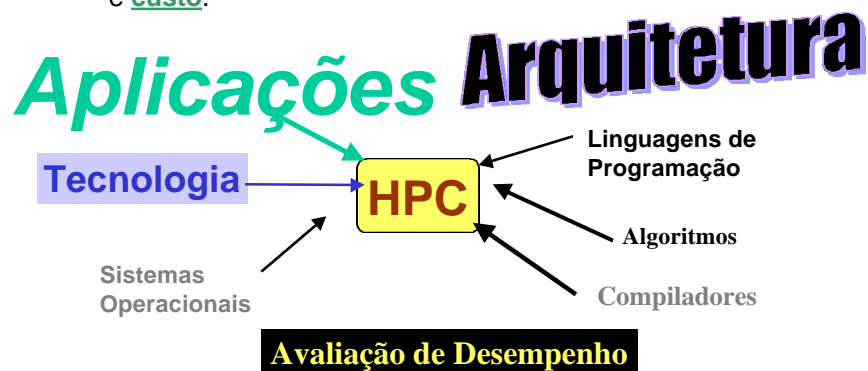 e custo.
Aplicações
Arquitetura
Linguagens de
Programação
Tecnologia
HPC
Algoritmos
Sistemas
Operacionais
Compiladores
Avaliação de Desempenho